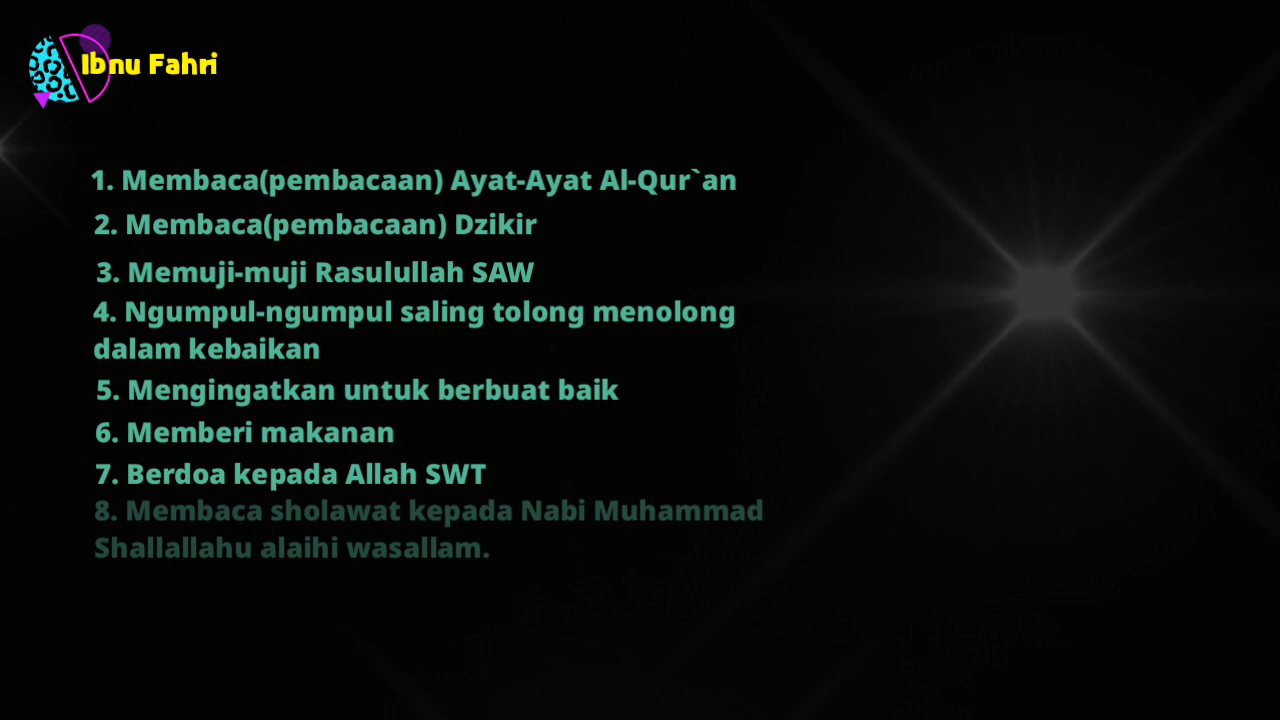 Ibnu Fahri
1. Membaca(pembacaan) Ayat-Ayat Al-Qur`an
2. Membaca(pembacaan) Dzikir
3. Memuji-muji Rasulullah SAW
4. Ngumpul-ngumpul saling tolong menolong
dalam kebaikan
5. Mengingatkan untuk berbuat baik
6. Memberi makanan
7. Berdoa kepada Allah SWT
8. Membaca sholawat kepada Nabi Muhammad
Shallallahu alaihi wasallam.